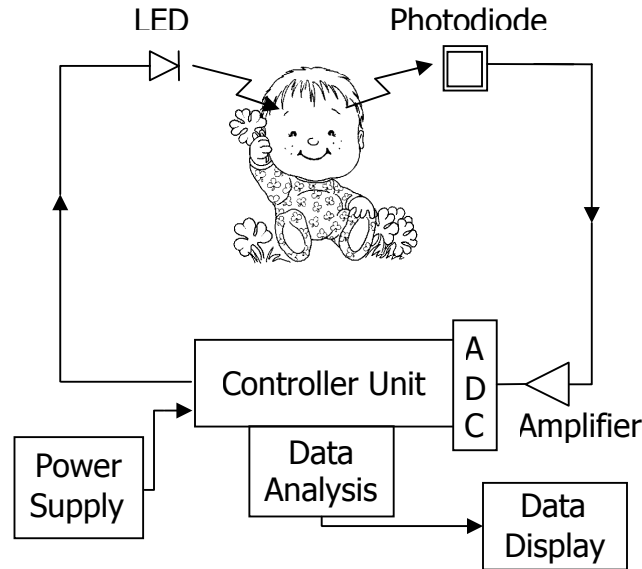 LED
Photodiode
Controller Unit
A
D
C
Amplifier
Power
Supply
Data
Analysis
Data
Display